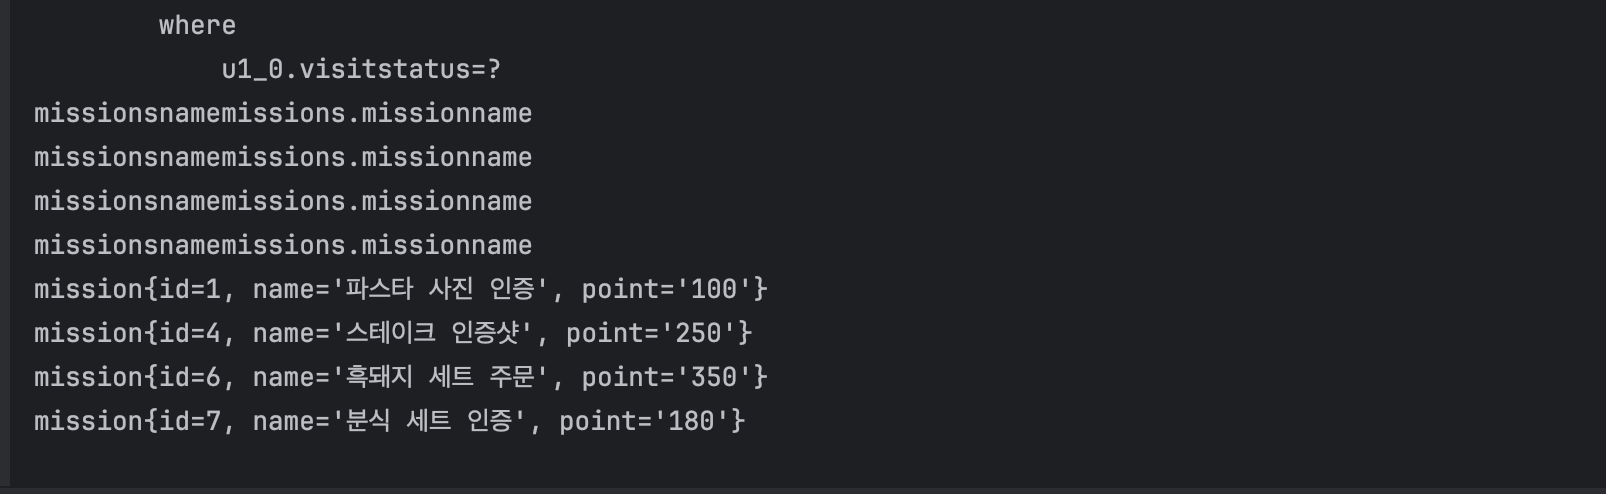 where
u1_0.visitstatus=?
missionsnamemissions.missionname
missionsnamemissions.missionname
missionsnamemissions.missionname
missionsnamemissions.missionname
mission{id=1, name='파스타 사진 인증', point='100'}
mission{id=4, name='스테이크 인증샷', point='250'}
mission{id=6, name='흑돼지 세트 주문', point='350'}
mission{id=7, name='분식 세트 인증', point='180'}